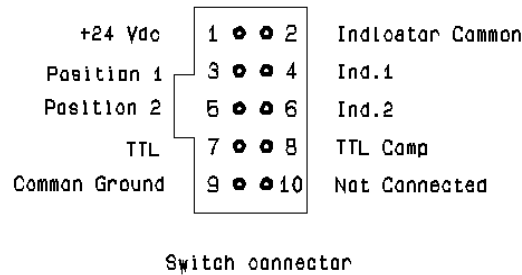 +24 Vdc 1 2 Indicator Common
Position 1 3 4 Ind.1
Position 2 5 6 Ind.2
TTL 7 8 TTL Comp
Common Ground 9 10 Not Connected
Switch connector